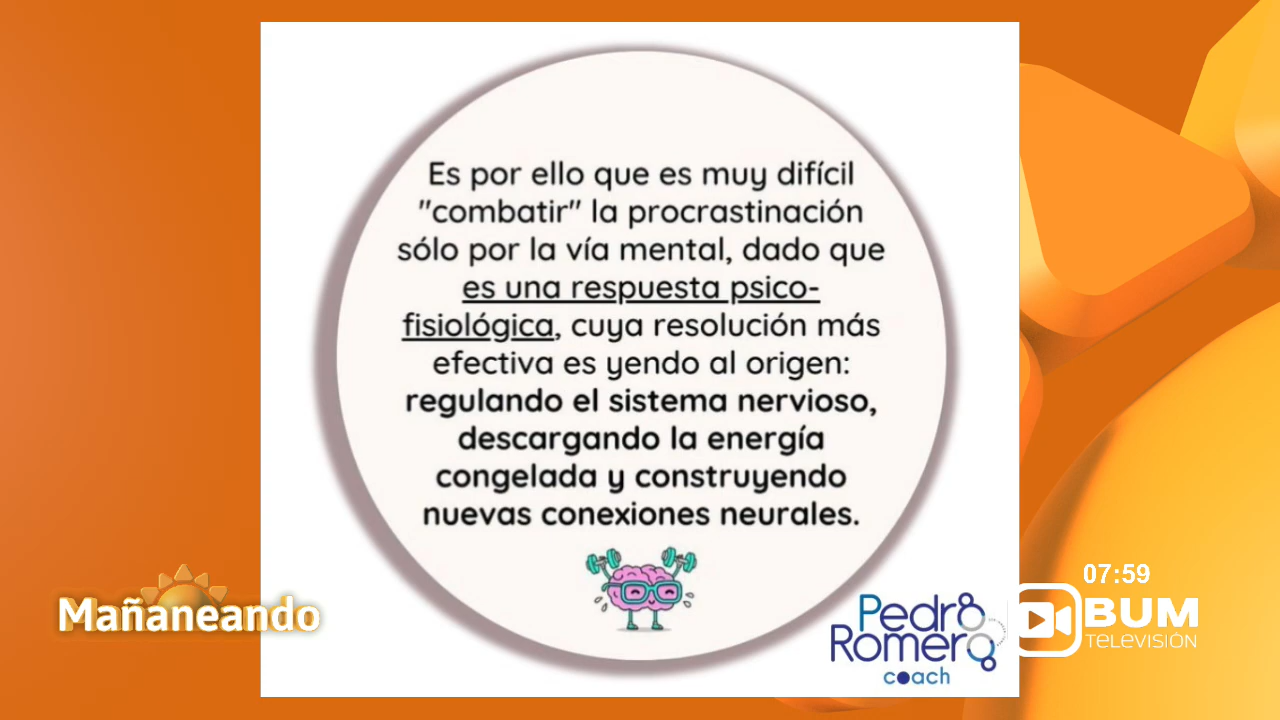 Es por ello que es muy difícil
"combatir" la procrastinación
sólo por la vía mental, dado que
es una respuesta psico-
fisiológica, cuya resolución más
efectiva es yendo al origen:
regulando el sistema nervioso,
descargando la energía
congelada y construyendo
nuevas conexiones neurales.
Mañaneando
Pedro
Romero
coach
07:59
BUM
TELEVISIÓN